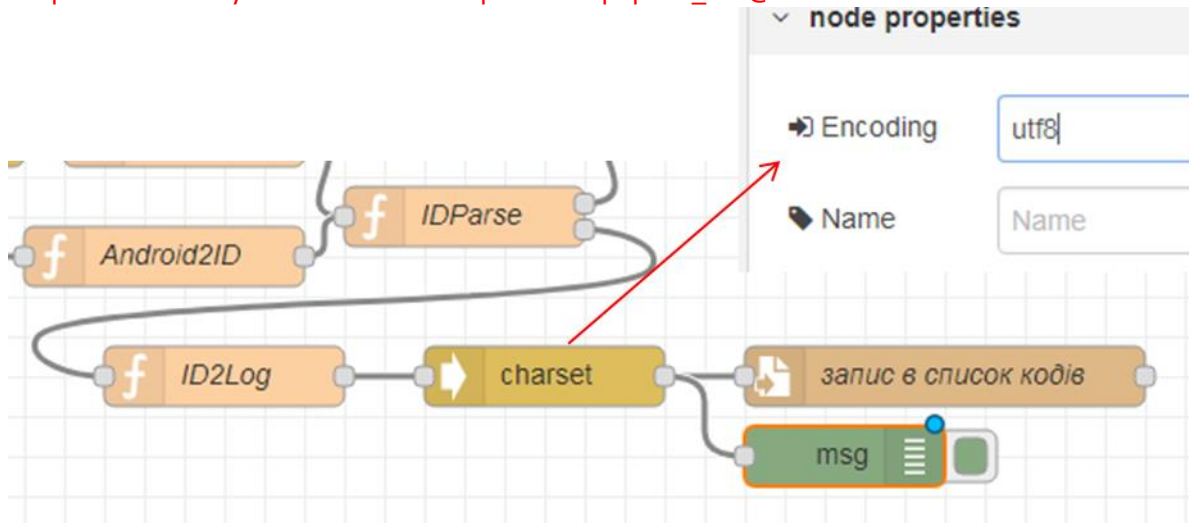 node properties
Encoding
utf8
Name
Name
IDParse
Android2ID
ID2Log
charset
запис в список кодів
msg